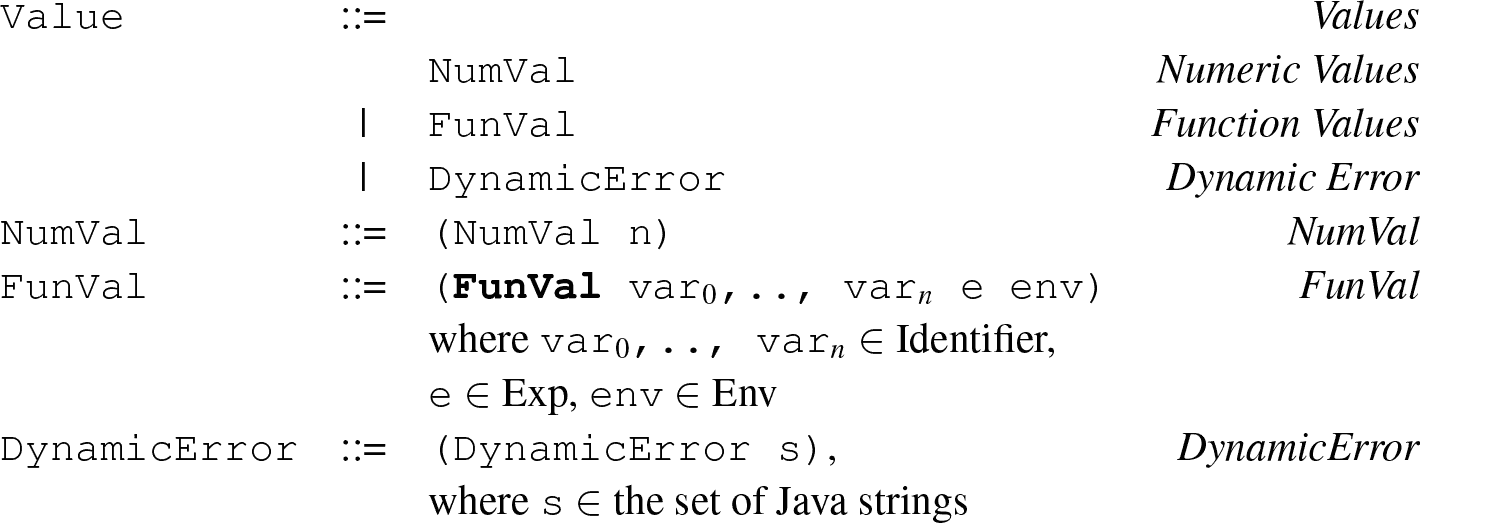 Value ::= Values
NumVal Numeric Values
| FunVal Function Values
| DynamicError Dynamic Error
NumVal ::= (NumVal n) NumVal
FunVal ::= (FunVal var₀,.., varₙ e env) FunVal
where var₀,.., varₙ ∈ Identifier,
e ∈ Exp, env ∈ Env
DynamicError ::= (DynamicError s), DynamicError
where s ∈ the set of Java strings